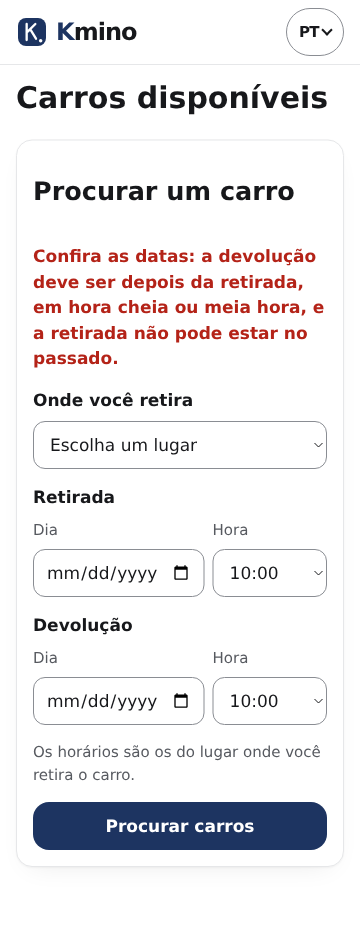 K. Kmino
PT
Carros disponíveis
Procurar um carro
Confira as datas: a devolução
deve ser depois da retirada,
em hora cheia ou meia hora, e
a retirada não pode estar no
passado.
Onde você retira
Escolha um lugar
Retirada
Dia Hora
mm/dd/yyyy 10:00
Devolução
Dia Hora
mm/dd/yyyy 10:00
Os horários são os do lugar onde você
retira o carro.
Procurar carros